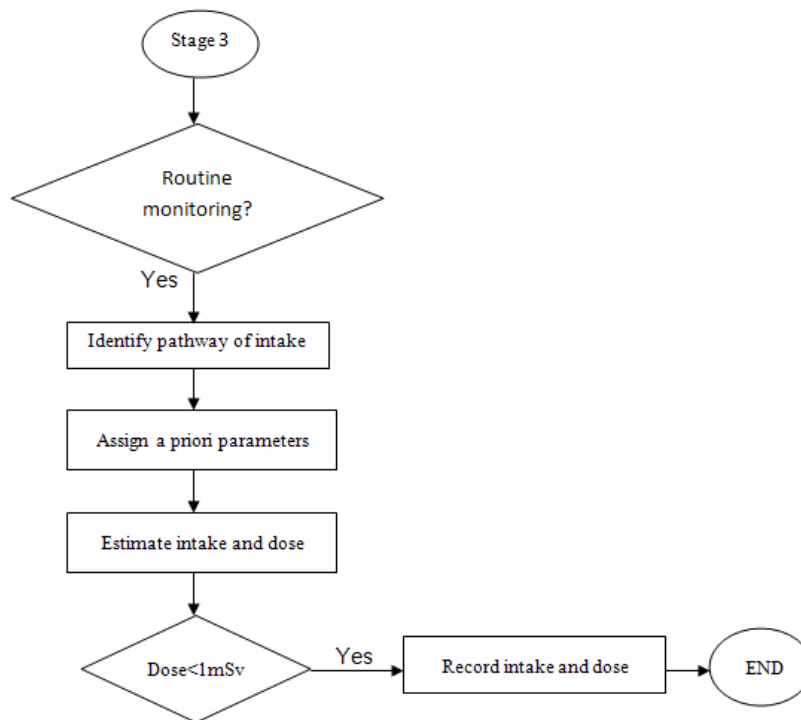 Stage 3
Routine
monitoring?
Yes
Identify pathway of intake
Assign a priori parameters
Estimate intake and dose
Dose<1mSv
Yes
Record intake and dose
END